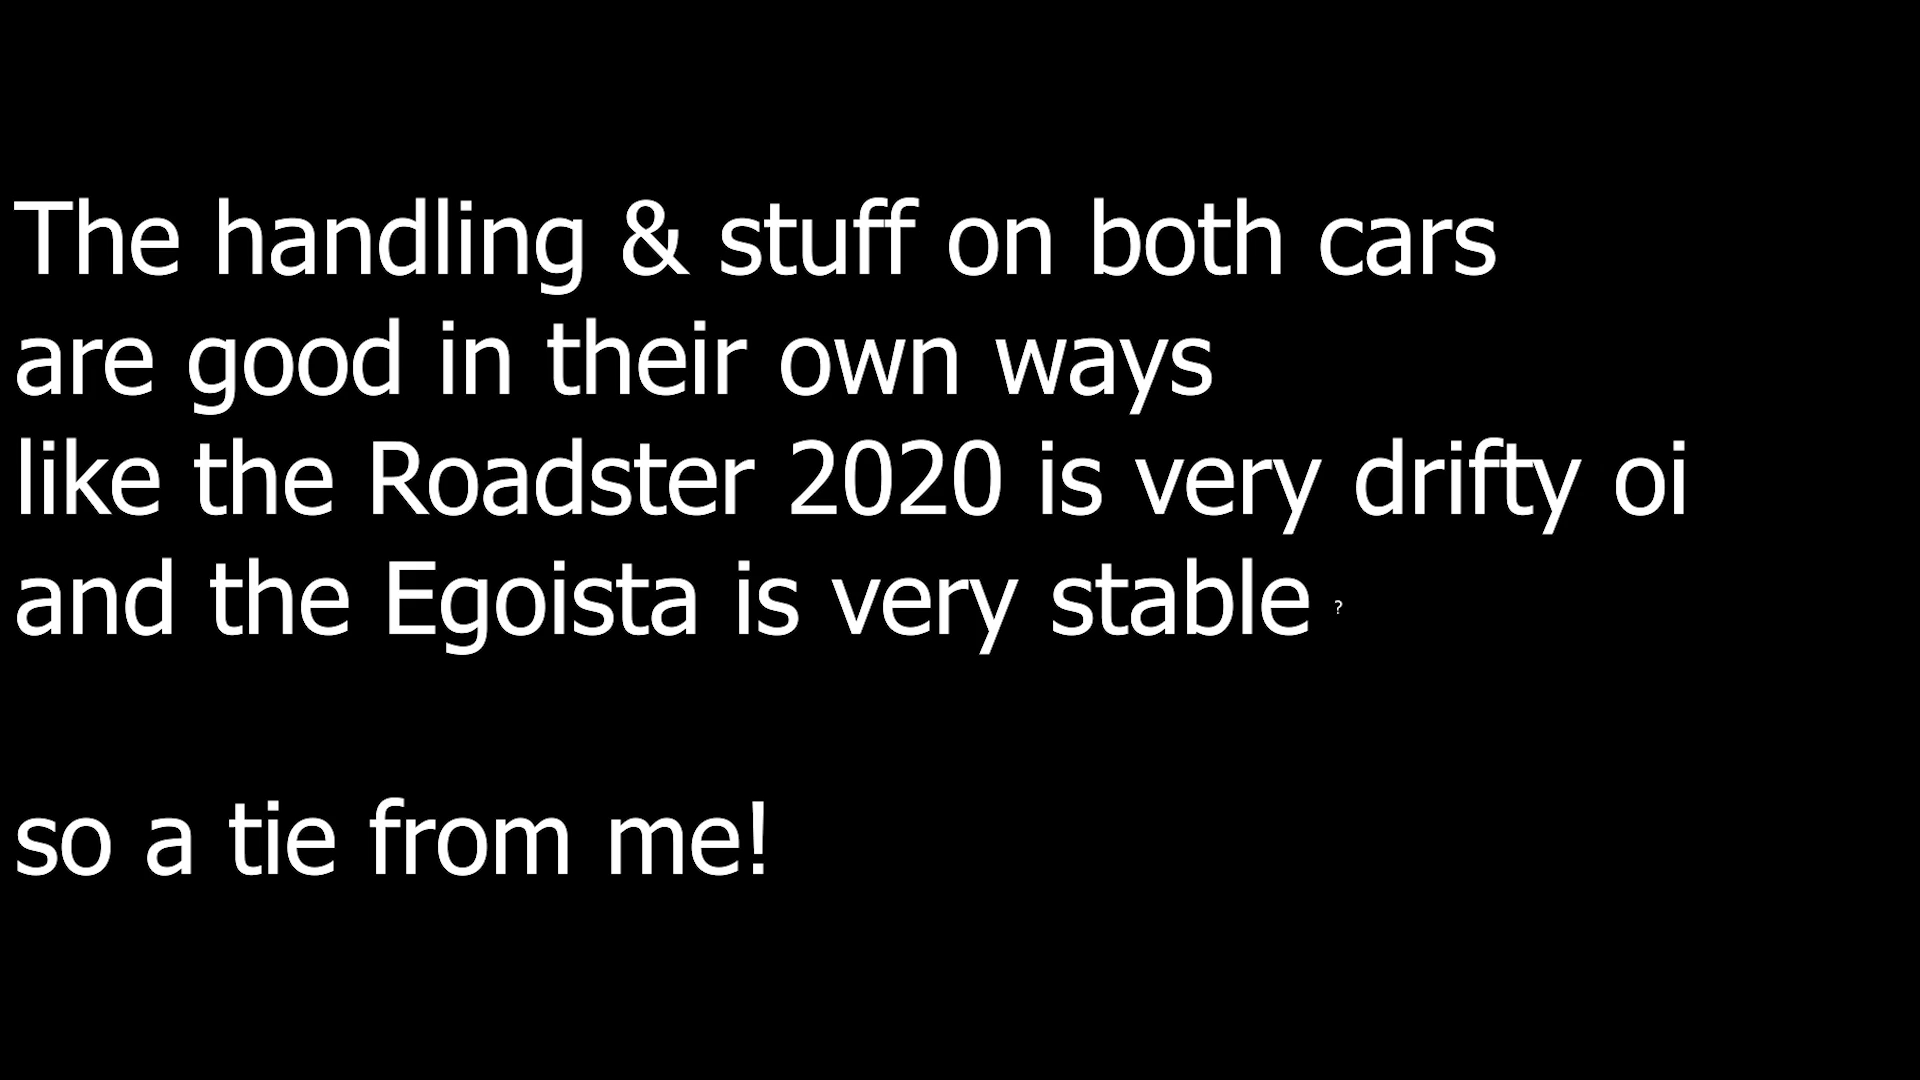 The handling & stuff on both cars
are good in their own ways
like the Roadster 2020 is very drifty oi
and the Egoista is very stable ?
so a tie from me!